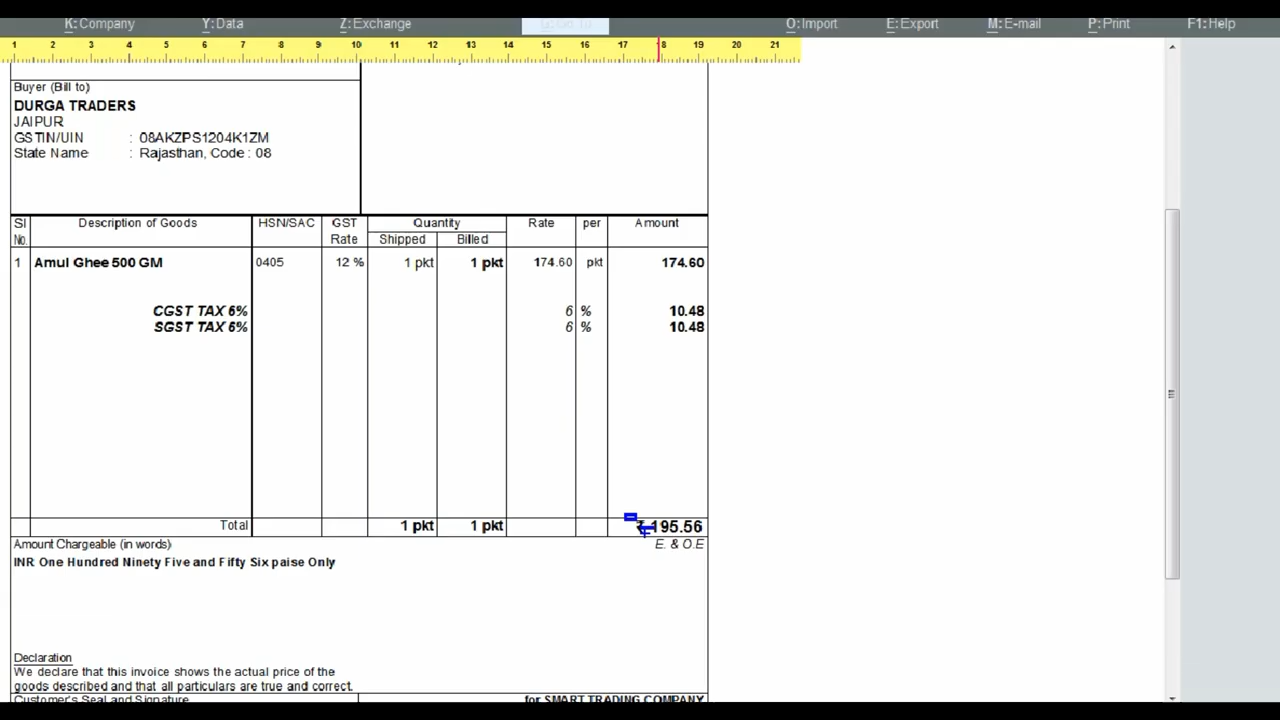 K: Company Y: Data Z: Exchange O: Import E: Export M: E-mail P: Print F1: Help
1 2 3 4 5 6 7 8 9 10 11 12 13 14 15 16 17 18 19 20 21
Buyer (Bill to)
DURGA TRADERS
JAIPUR
GSTIN/UIN : 08AKZPS1204K1ZM
State Name : Rajasthan, Code : 08
Sl No. Description of Goods HSN/SAC GST Rate Quantity Rate per Amount
Shipped Billed
1 Amul Ghee 500 GM 0405 12 % 1 pkt 1 pkt 174.60 pkt 174.60
CGST TAX 6% 6 % 10.48
SGST TAX 6% 6 % 10.48
Total 1 pkt 1 pkt ₹ 195.56
Amount Chargeable (in words) E. & O.E
INR One Hundred Ninety Five and Fifty Six paise Only
Declaration
We declare that this invoice shows the actual price of the
goods described and that all particulars are true and correct.
Customer's Seal and Signature for SMART TRADING COMPANY